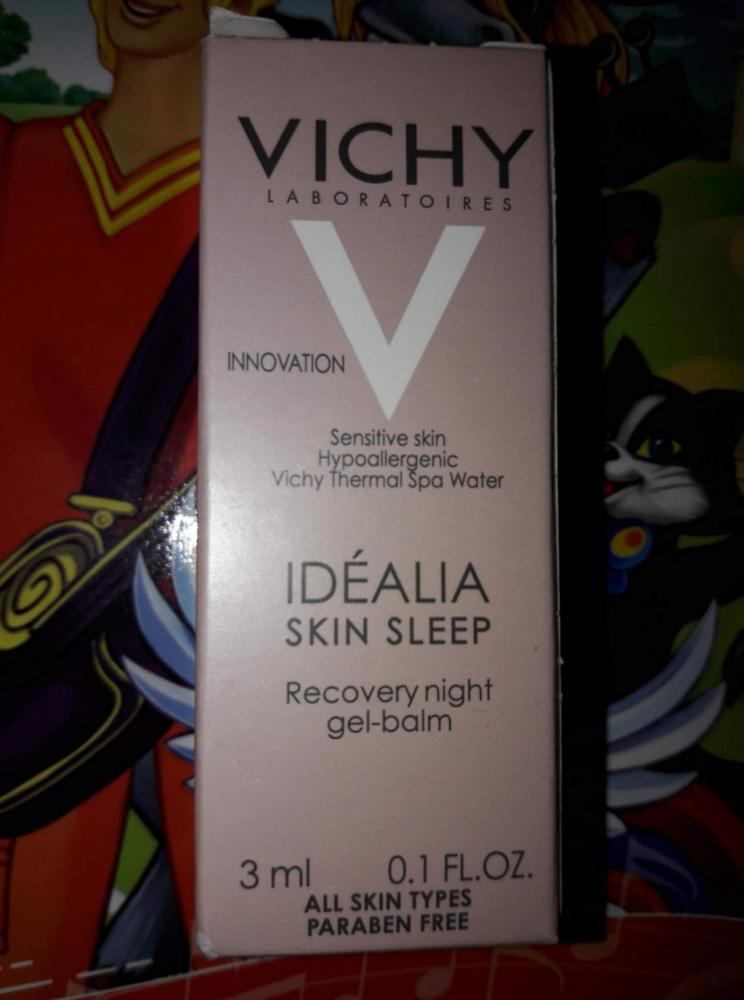 VICHY
LABORATOIRES
V
INNOVATION
Sensitive skin
Hypoallergenic
Vichy Thermal Spa Water
IDÉALIA
SKIN SLEEP
Recovery night
gel-balm
3 ml 0.1 FL.OZ.
ALL SKIN TYPES
PARABEN FREE